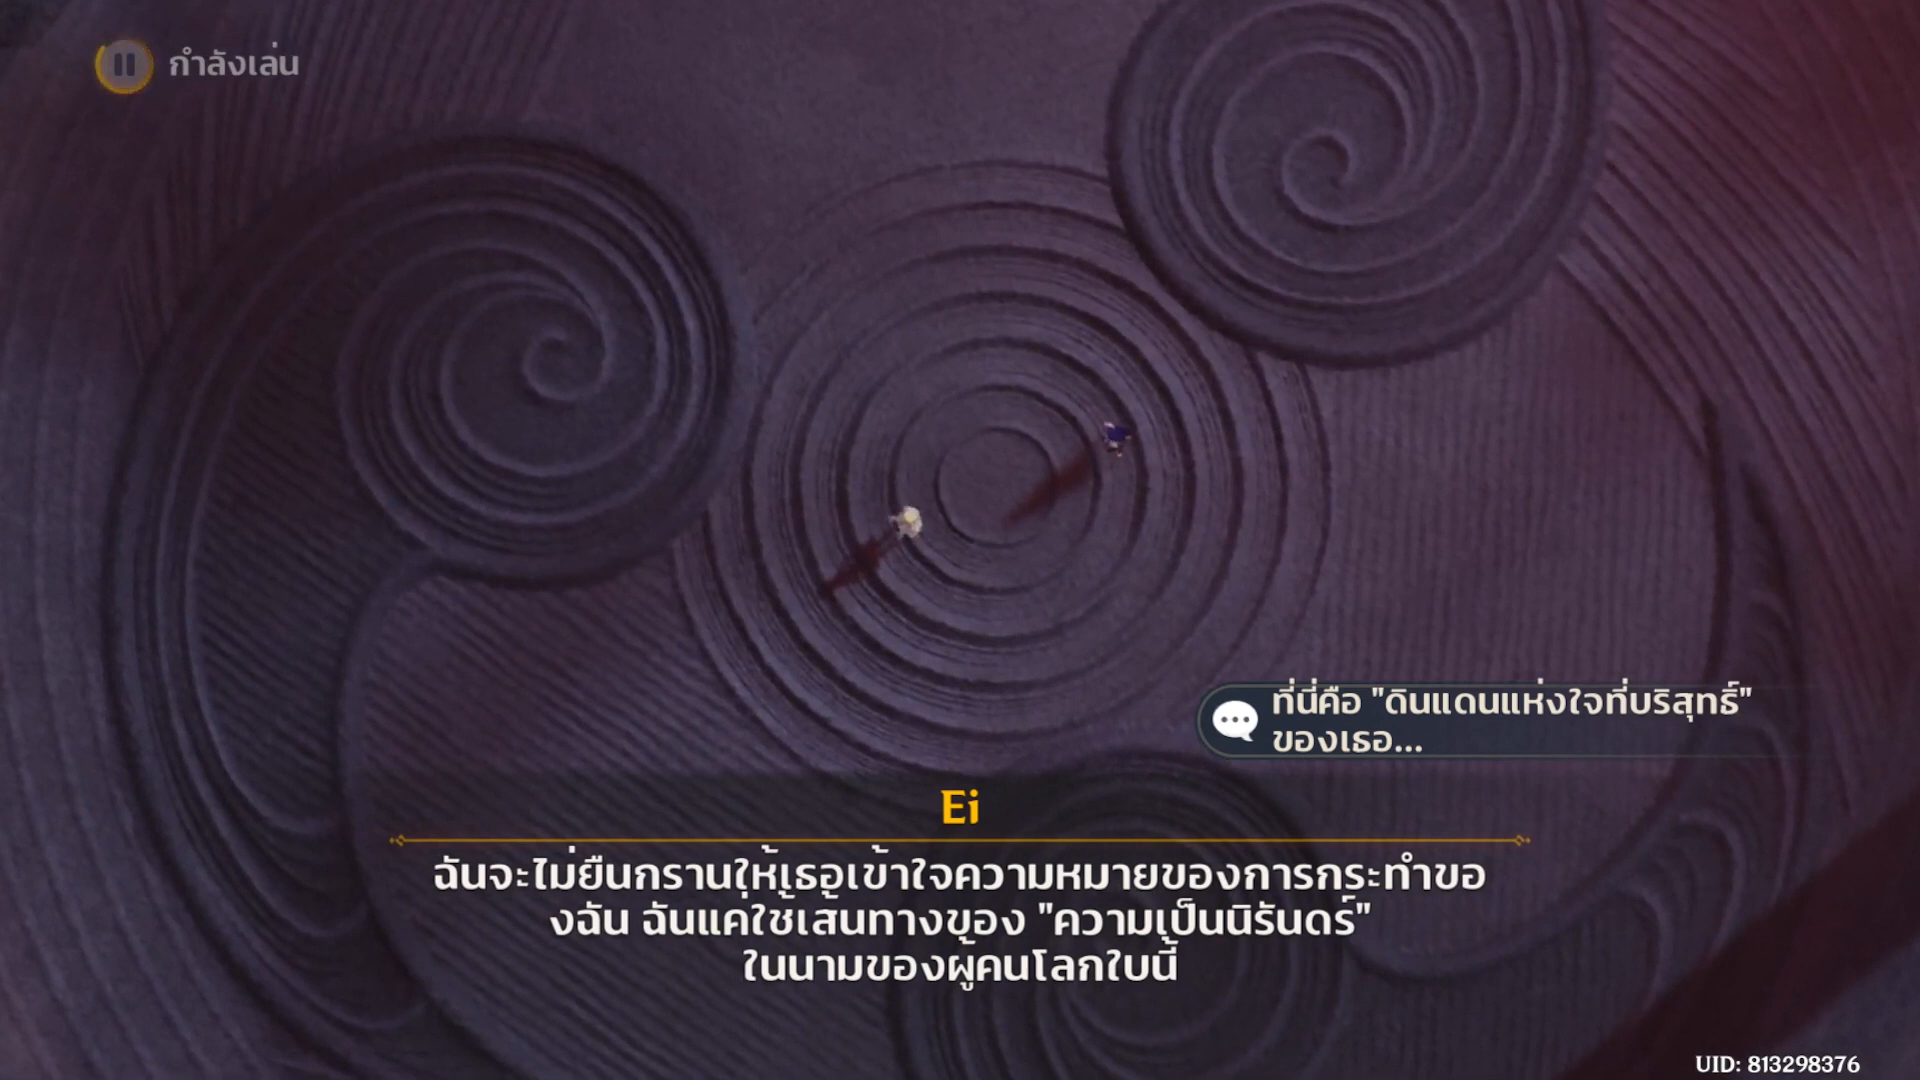 กำลังเล่น
ที่นี่คือ "ดินแดนแห่งใจที่บริสุทธิ์"
ของเธอ...
Ei
ฉันจะไม่ยืนกรานให้เธอเข้าใจความหมายของการกระทำขอ
งฉัน ฉันแค่ใช้เส้นทางของ "ความเป็นนิรันดร์"
ในนามของผู้คนโลกใบนี้
UID: 813298376